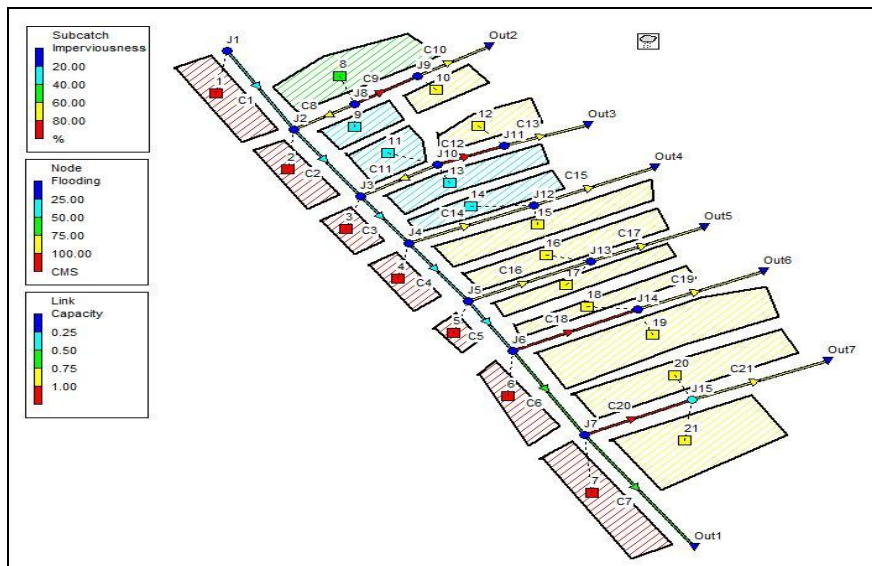 Subcatch
Imperviousness
20.00
40.00
60.00
80.00
%
Node
Flooding
25.00
50.00
75.00
100.00
CMS
Link
Capacity
0.25
0.50
0.75
1.00
J1
Out2
C10
8
J9
C9
10
1
C1
J8
C8
J2
9
12
Out3
C13
J11
C12
11
J10
2
13
C11
Out4
C15
C2
J3
14
J12
3
C14
15
C3
J4
Out5
C17
16
J13
4
C16
17
Out6
C4
C19
J5
18
J14
5
C18
19
C5
J6
Out7
20
C21
6
J15
C6
C20
J7
21
7
C7
Out1